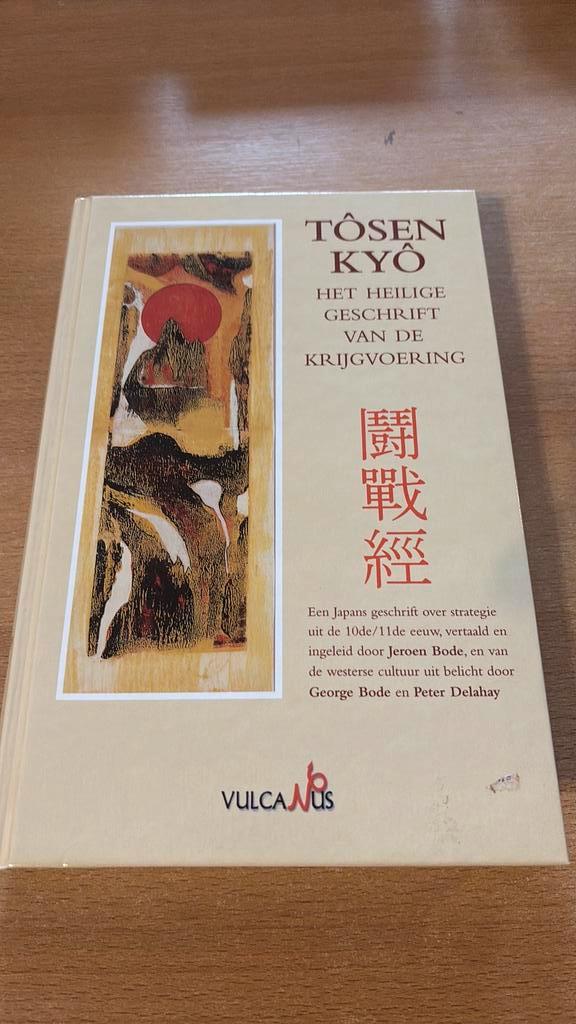 TÔSEN
KYÔ
HET HEILIGE
GESCHRIFT
VAN DE
KRIJGVOERING
鬪
戰
經
Een Japans geschrift over strategie
uit de 10de/11de eeuw, vertaald en
ingeleid door Jeroen Bode, en van
de westerse cultuur uit belicht door
George Bode en Peter Delahay
VULCANUS